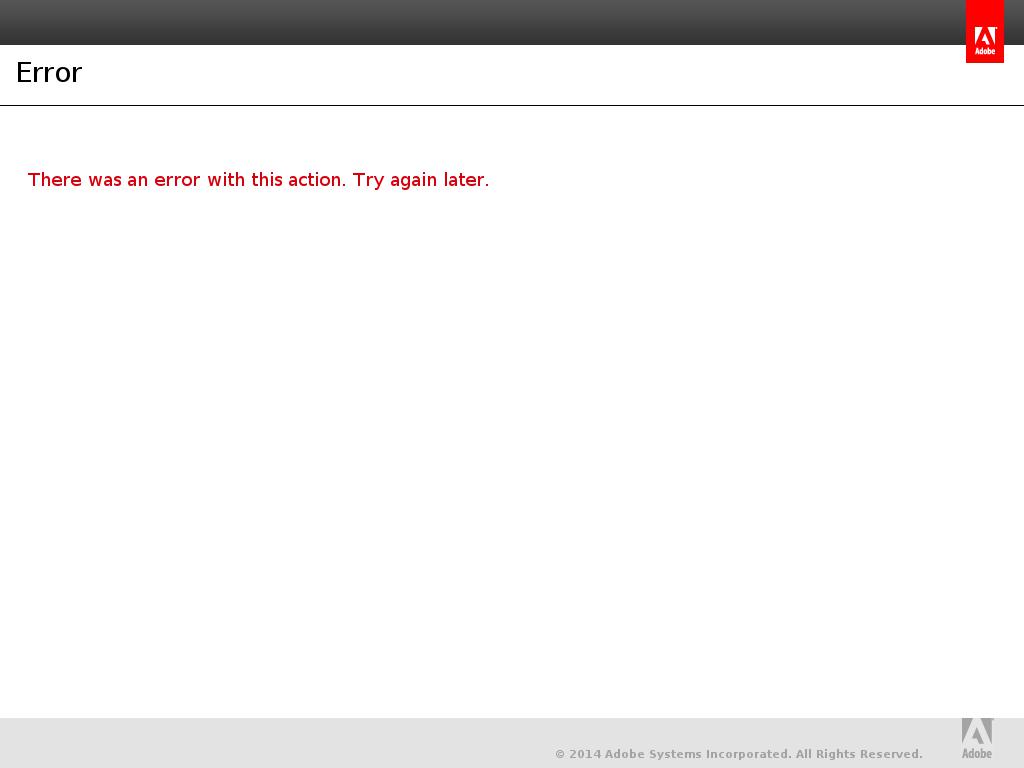 Adobe
Error
There was an error with this action. Try again later.
© 2014 Adobe Systems Incorporated. All Rights Reserved.
Adobe